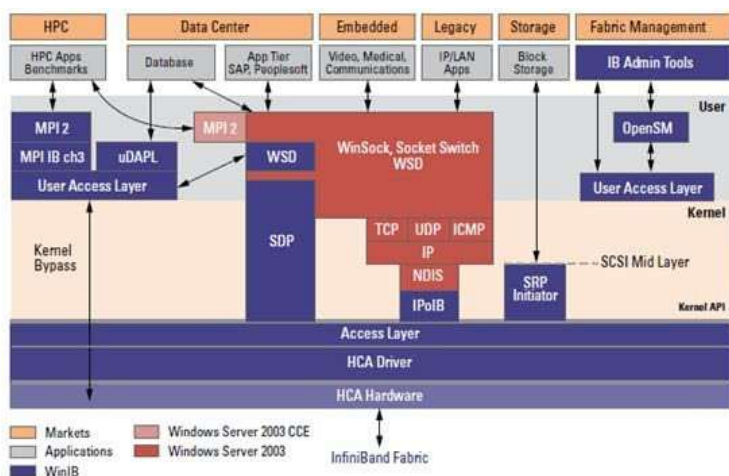 HPC
Data Center
Embedded
Legacy
Storage
Fabric Management
HPC Apps
Benchmarks
Database
App Tier
SAP, Peoplesoft
Video, Medical,
Communications
IP/LAN
Apps
Block
Storage
IB Admin Tools
User
MPI 2
MPI 2
WinSock, Socket Switch
WSD
OpenSM
MPI IB ch3
uDAPL
WSD
User Access Layer
User Access Layer
Kernel
Kernel
Bypass
SDP
TCP
UDP
ICMP
IP
NDIS
IPoIB
SRP
Initiator
SCSI Mid Layer
Kernel API
Access Layer
HCA Driver
HCA Hardware
Markets
Applications
WinIB
Windows Server 2003 CCE
Windows Server 2003
InfiniBand Fabric